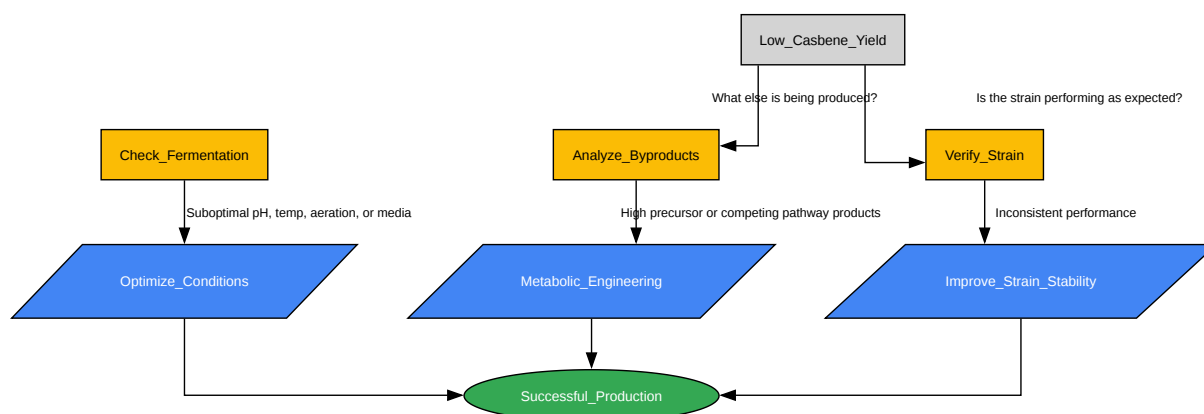 Low_Casbene_Yield
What else is being produced?
Is the strain performing as expected?
Check_Fermentation
Analyze_Byproducts
Verify_Strain
Suboptimal pH, temp, aeration, or media
High precursor or competing pathway products
Inconsistent performance
Optimize_Conditions
Metabolic_Engineering
Improve_Strain_Stability
Successful_Production